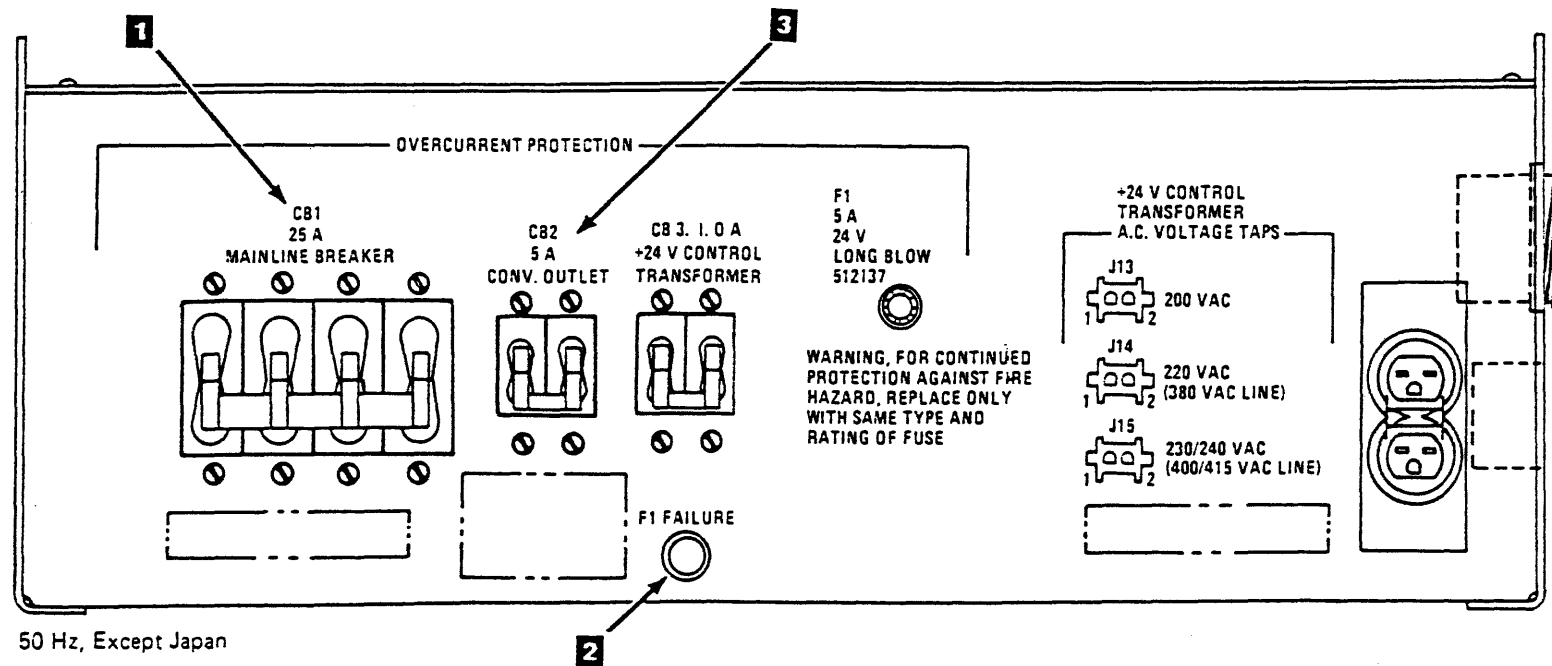 1
3
OVERCURRENT PROTECTION
CB1
25 A
MAINLINE BREAKER
CB2
5 A
CONV. OUTLET
CB 3. 1. 0 A
+24 V CONTROL
TRANSFORMER
F1
5 A
24 V
LONG BLOW
512137
WARNING, FOR CONTINUED
PROTECTION AGAINST FIRE
HAZARD, REPLACE ONLY
WITH SAME TYPE AND
RATING OF FUSE
+24 V CONTROL
TRANSFORMER
A.C. VOLTAGE TAPS
J13
1 2 200 VAC
J14
1 2 220 VAC
(380 VAC LINE)
J15
1 2 230/240 VAC
(400/415 VAC LINE)
F1 FAILURE
2
50 Hz, Except Japan